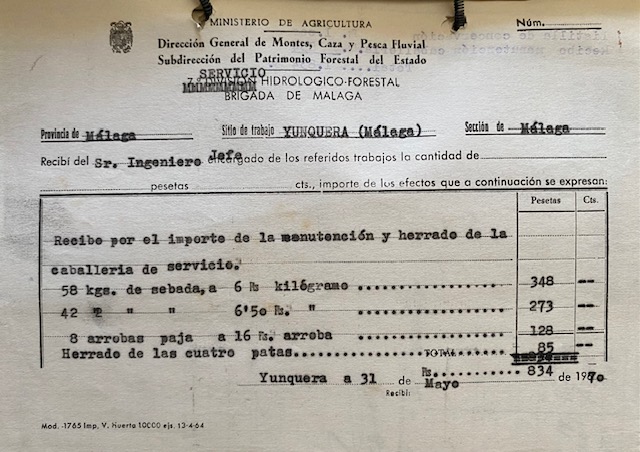 MINISTERIO DE AGRICULTURA
Núm.
Dirección General de Montes, Caza y Pesca Fluvial
Subdirección del Patrimonio Forestal del Estado
SERVICIO
HIDROLOGICO-FORESTAL
BRIGADA DE MALAGA
Provincia de Málaga Sitio de trabajo YUNQUERA (Málaga) Sección de Málaga
Recibí del Sr. Ingeniero Jefe encargado de los referidos trabajos la cantidad de
pesetas cts., importe de los efectos que a continuación se expresan:
Pesetas Cts.
Recibo por el importe de la manutención y herrado de la
caballeria de servicio.
58 kgs. de sebada, a 6 Pts kilógramo 348 --
42 " " " 6'50 Pts. " 273 --
8 arrobas paja a 16 Pts. arroba 128 --
Herrado de las cuatro patas 85 --
TOTAL
Pts. 834
Yunquera a 31 de Mayo de 1970
Recibí:
Mod. -1765 Imp, V. Huerta 10000 ejs. 13-4-64